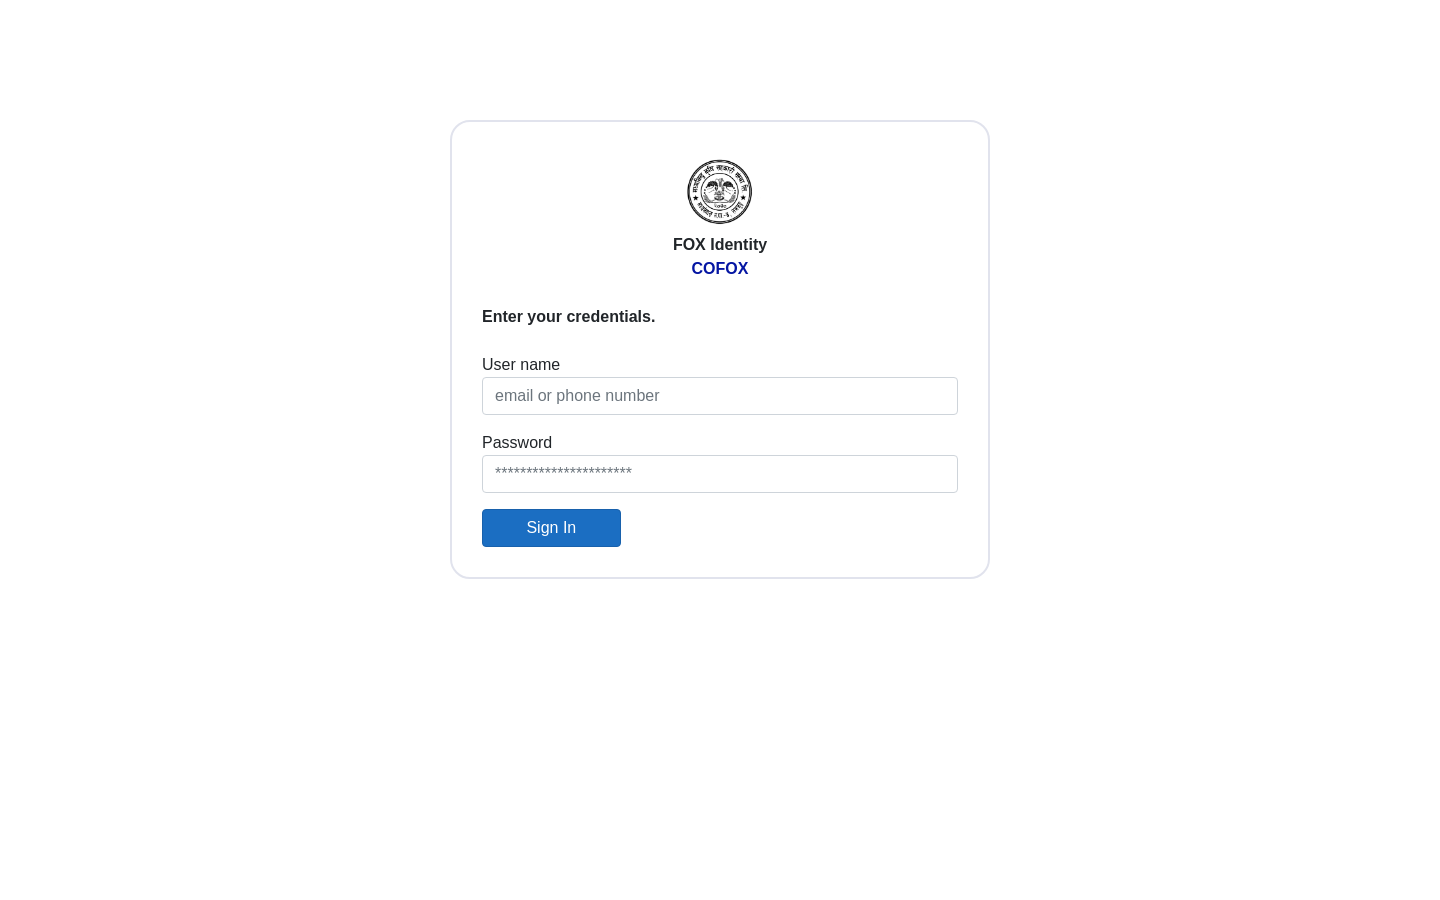 FOX Identity
COFOX
Enter your credentials.
User name
email or phone number
Password
**********************
Sign In